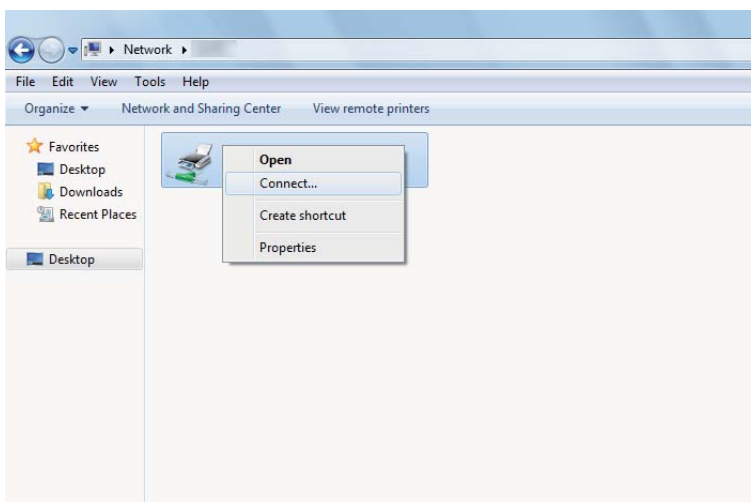 Network
File Edit View Tools Help
Organize Network and Sharing Center View remote printers
Favorites
Desktop
Downloads
Recent Places
Desktop
Open
Connect...
Create shortcut
Properties